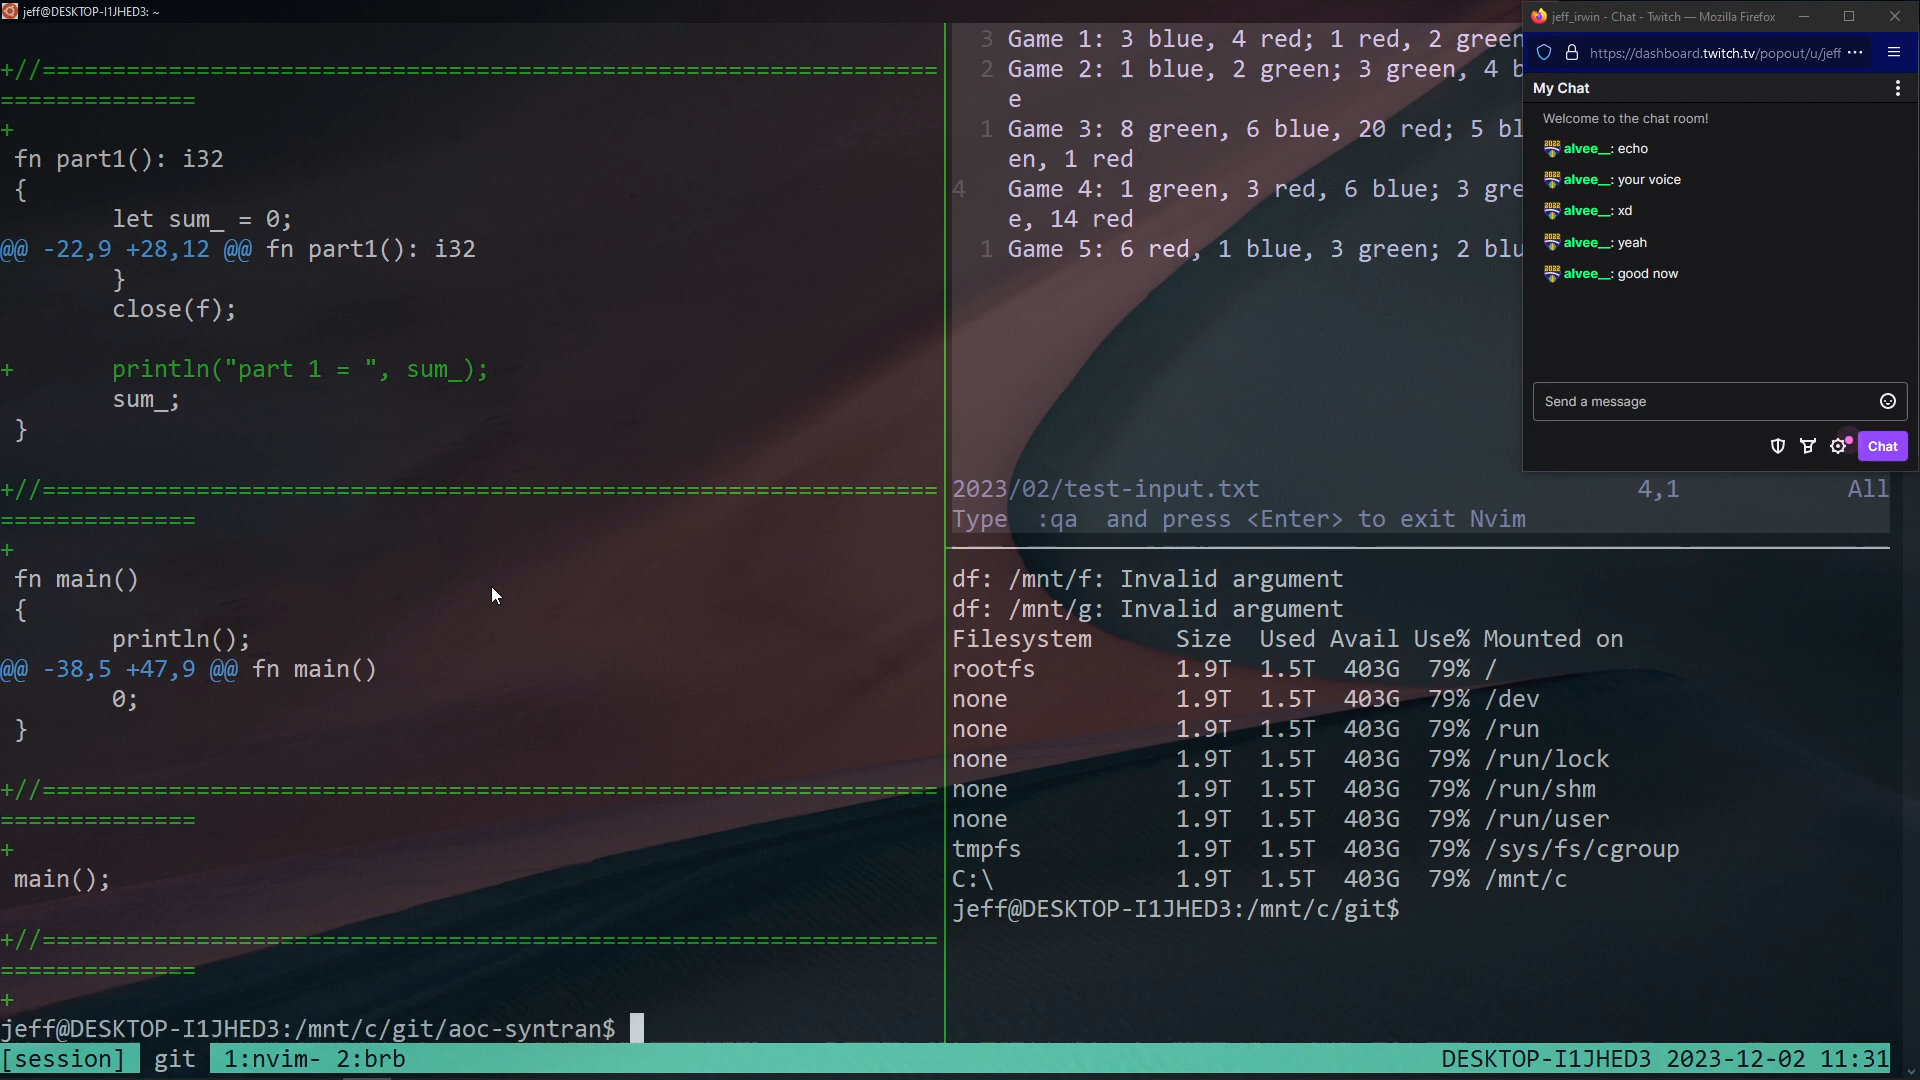 jeff@DESKTOP-I1JHED3: ~
+//================================================================
==============
+
fn part1(): i32
{
let sum_ = 0;
@@ -22,9 +28,12 @@ fn part1(): i32
}
close(f);
+ println("part 1 = ", sum_);
sum_;
}
+//================================================================
==============
+
fn main()
{
println();
@@ -38,5 +47,9 @@ fn main()
0;
}
+//================================================================
==============
+
main();
+//================================================================
==============
+
jeff@DESKTOP-I1JHED3:/mnt/c/git/aoc-syntran$
3 Game 1: 3 blue, 4 red; 1 red, 2 green
2 Game 2: 1 blue, 2 green; 3 green, 4 b
e
1 Game 3: 8 green, 6 blue, 20 red; 5 bl
en, 1 red
4 Game 4: 1 green, 3 red, 6 blue; 3 gre
e, 14 red
1 Game 5: 6 red, 1 blue, 3 green; 2 blu
2023/02/test-input.txt 4,1 All
Type :qa and press <Enter> to exit Nvim
df: /mnt/f: Invalid argument
df: /mnt/g: Invalid argument
Filesystem Size Used Avail Use% Mounted on
rootfs 1.9T 1.5T 403G 79% /
none 1.9T 1.5T 403G 79% /dev
none 1.9T 1.5T 403G 79% /run
none 1.9T 1.5T 403G 79% /run/lock
none 1.9T 1.5T 403G 79% /run/shm
none 1.9T 1.5T 403G 79% /run/user
tmpfs 1.9T 1.5T 403G 79% /sys/fs/cgroup
C:\ 1.9T 1.5T 403G 79% /mnt/c
jeff@DESKTOP-I1JHED3:/mnt/c/git$
jeff_irwin - Chat - Twitch — Mozilla Firefox
https://dashboard.twitch.tv/popout/u/jeff
My Chat
Welcome to the chat room!
alvee__: echo
alvee__: your voice
alvee__: xd
alvee__: yeah
alvee__: good now
Send a message
Chat
[session] git 1:nvim- 2:brb DESKTOP-I1JHED3 2023-12-02 11:31